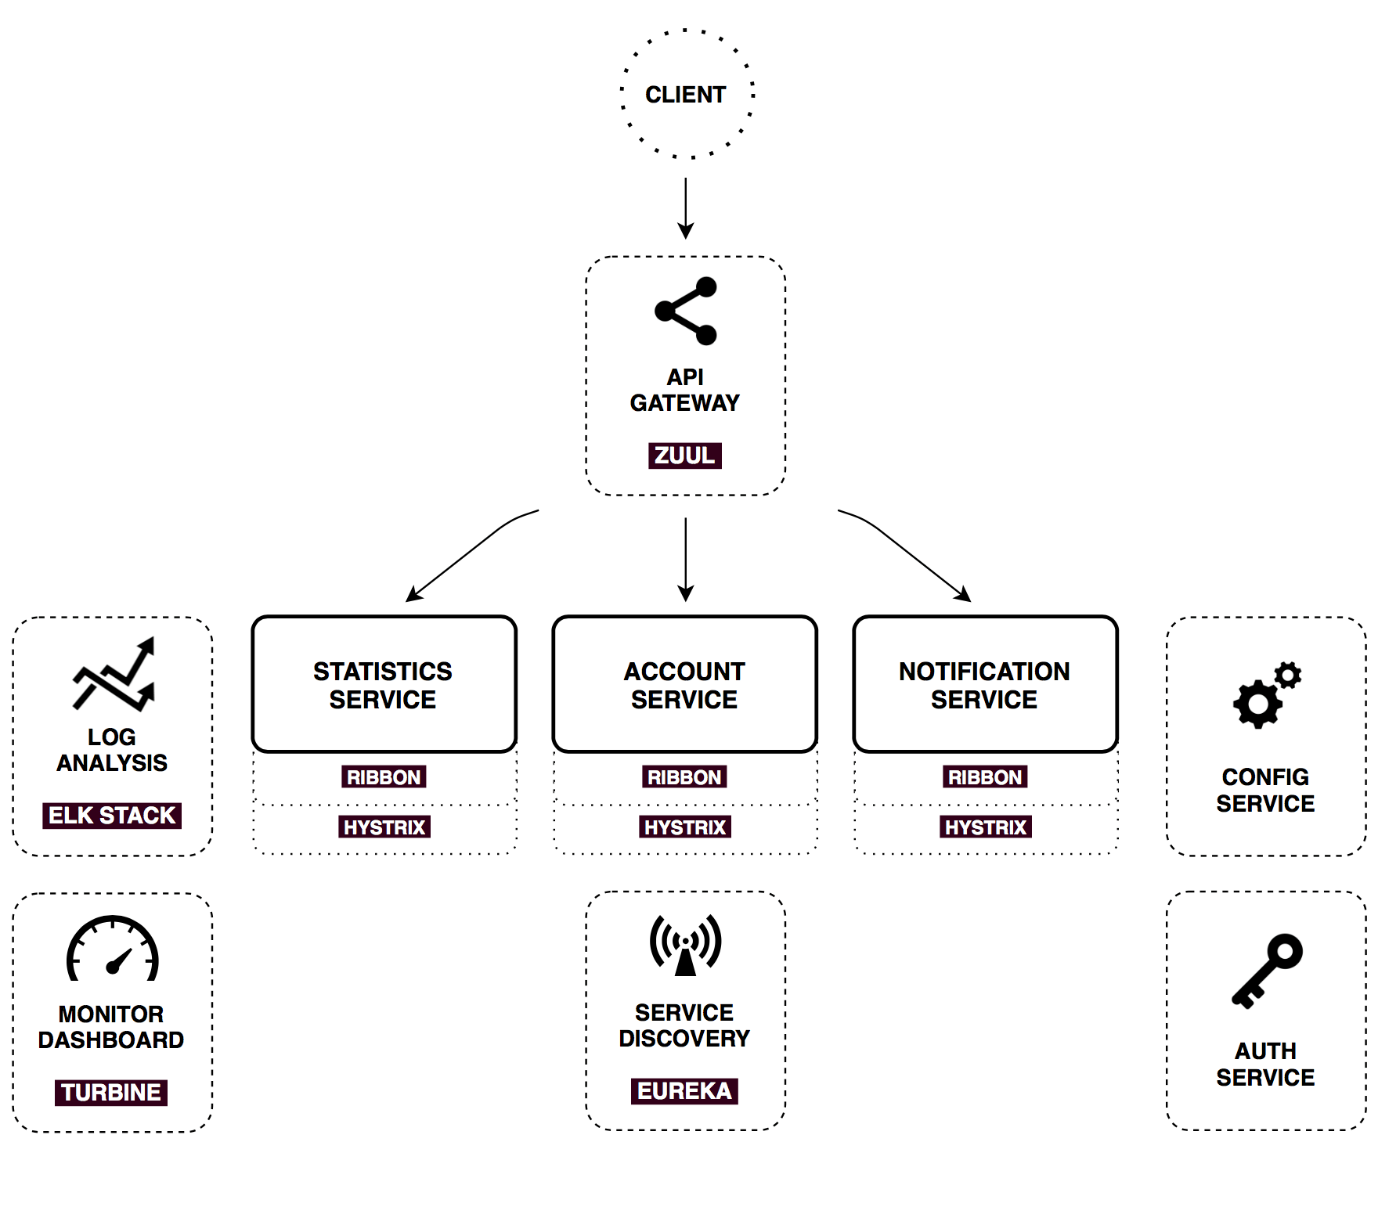 CLIENT
API
GATEWAY
ZUUL
LOG
ANALYSIS
ELK STACK
STATISTICS
SERVICE
RIBBON
HYSTRIX
ACCOUNT
SERVICE
RIBBON
HYSTRIX
NOTIFICATION
SERVICE
RIBBON
HYSTRIX
CONFIG
SERVICE
MONITOR
DASHBOARD
TURBINE
SERVICE
DISCOVERY
EUREKA
AUTH
SERVICE